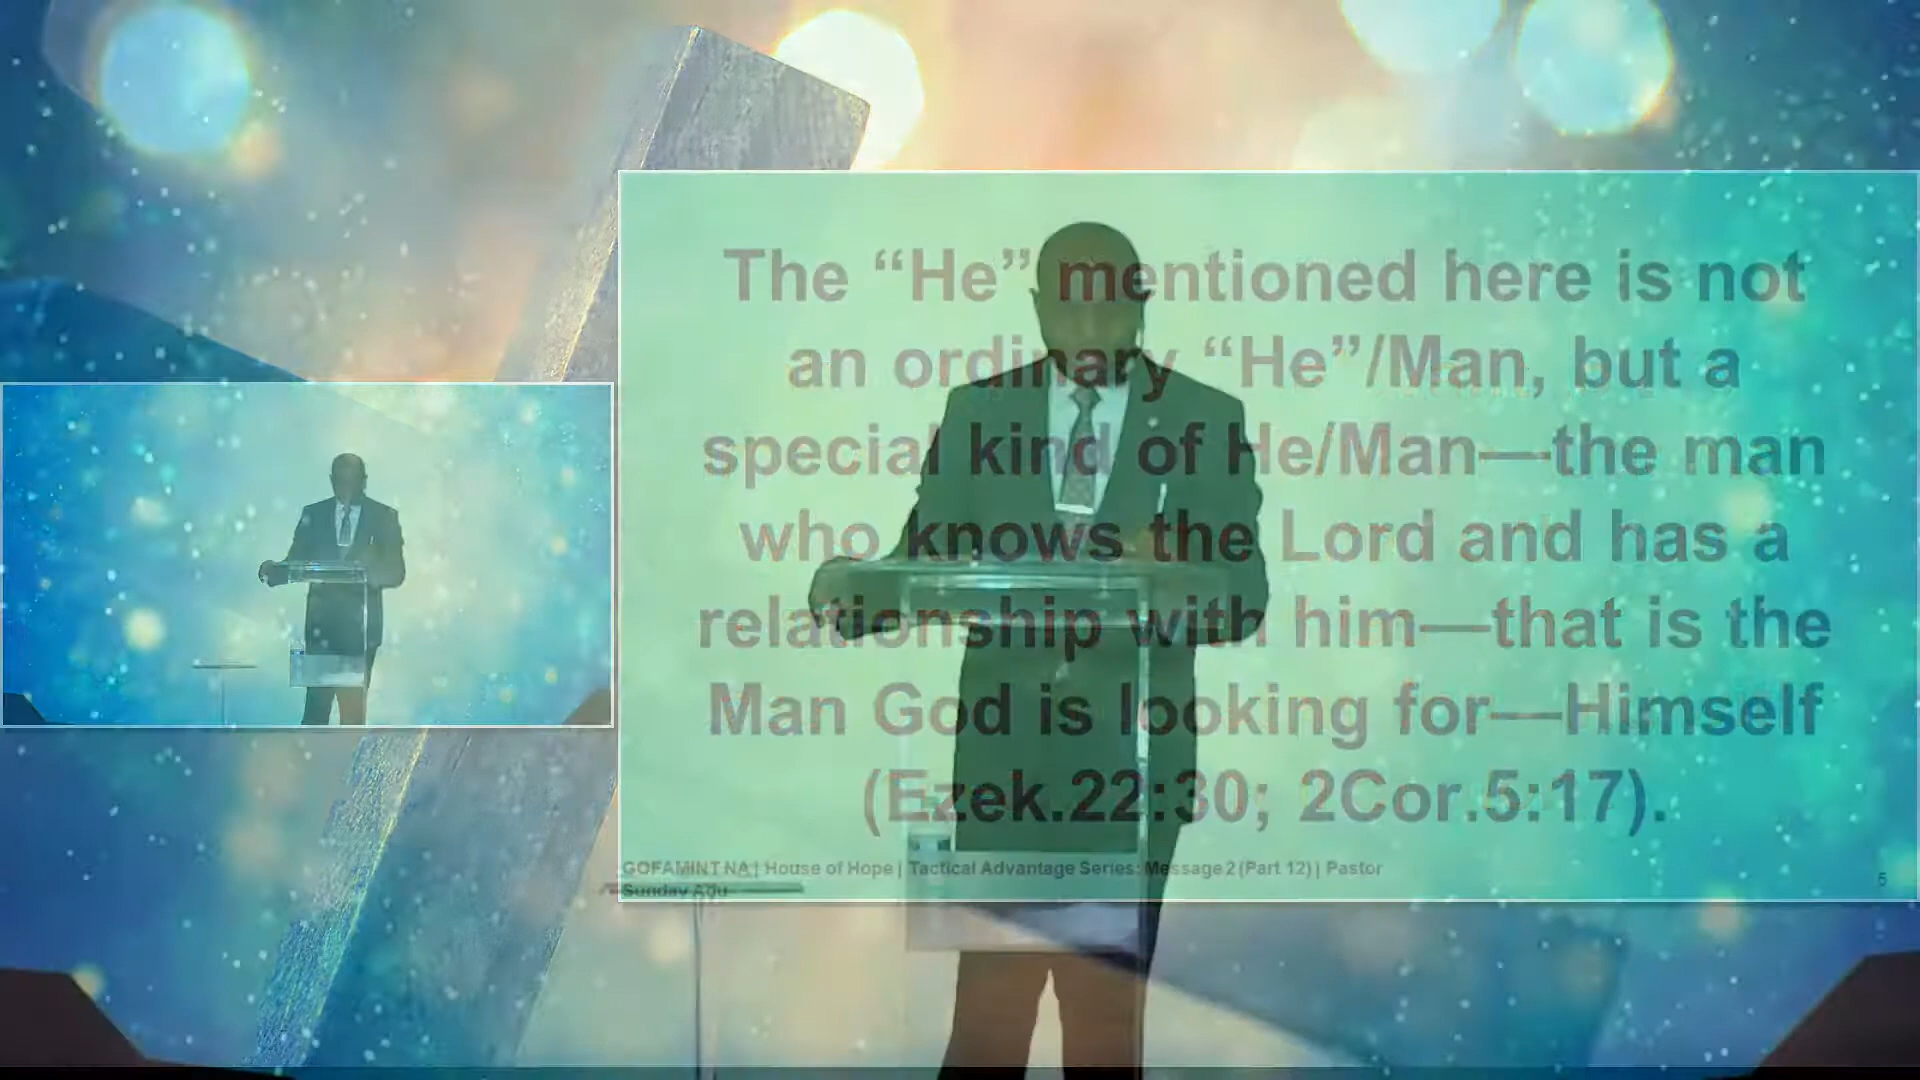 The “He” mentioned here is not
an ordinary “He”/Man, but a
special kind of He/Man—the man
who knows the Lord and has a
relationship with him—that is the
Man God is looking for—Himself
(Ezek.22:30; 2Cor.5:17).
GOFAMINT NA | House of Hope | Tactical Advantage Series: Message 2 (Part 12) | Pastor
Sunday Adu
5